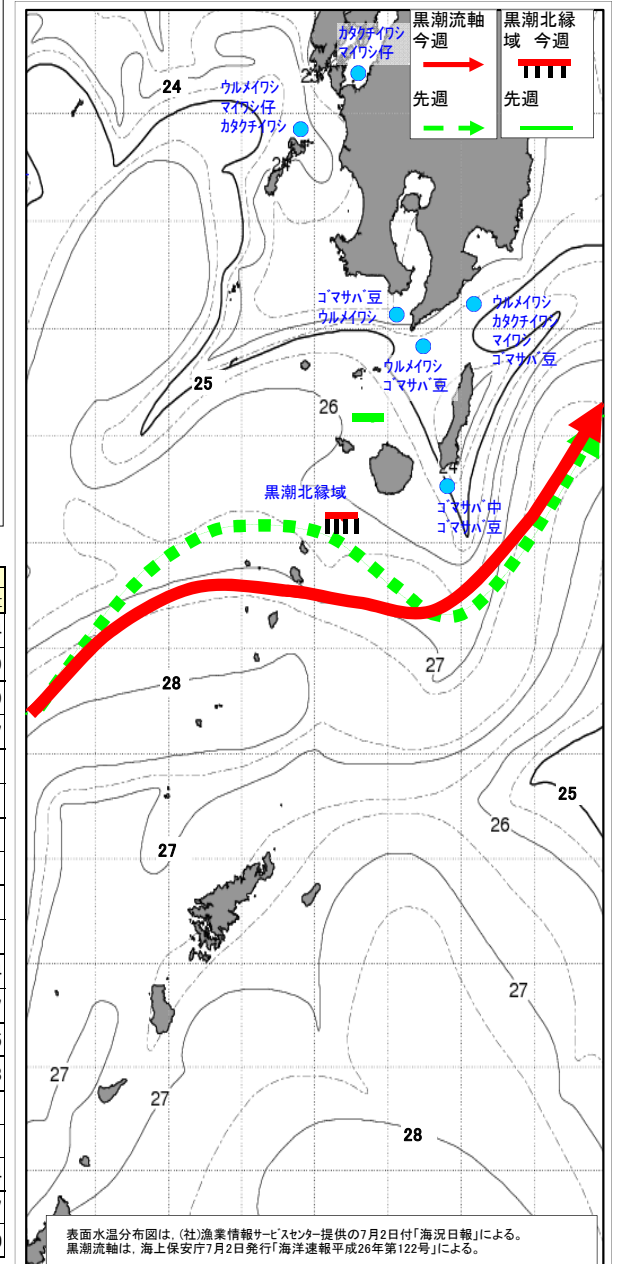 黒潮流軸
今週
先週
黒潮北縁
域 今週
先週
カタクチイワシ
マイワシ仔
24
ウルメイワシ
マイワシ仔
カタクチイワシ
ゴマサバ豆
ウルメイワシ
ウルメイワシ
カタクチイワシ
マイワシ
ゴマサバ豆
ウルメイワシ
ゴマサバ豆
25
26
24
黒潮北縁域
ゴマサバ中
ゴマサバ豆
27
28
25
26
27
27
27
27
28
表面水温分布図は，(社)漁業情報サービスセンター提供の7月2日付「海況日報」による。
黒潮流軸は，海上保安庁7月2日発行「海洋速報平成26年第122号」による。